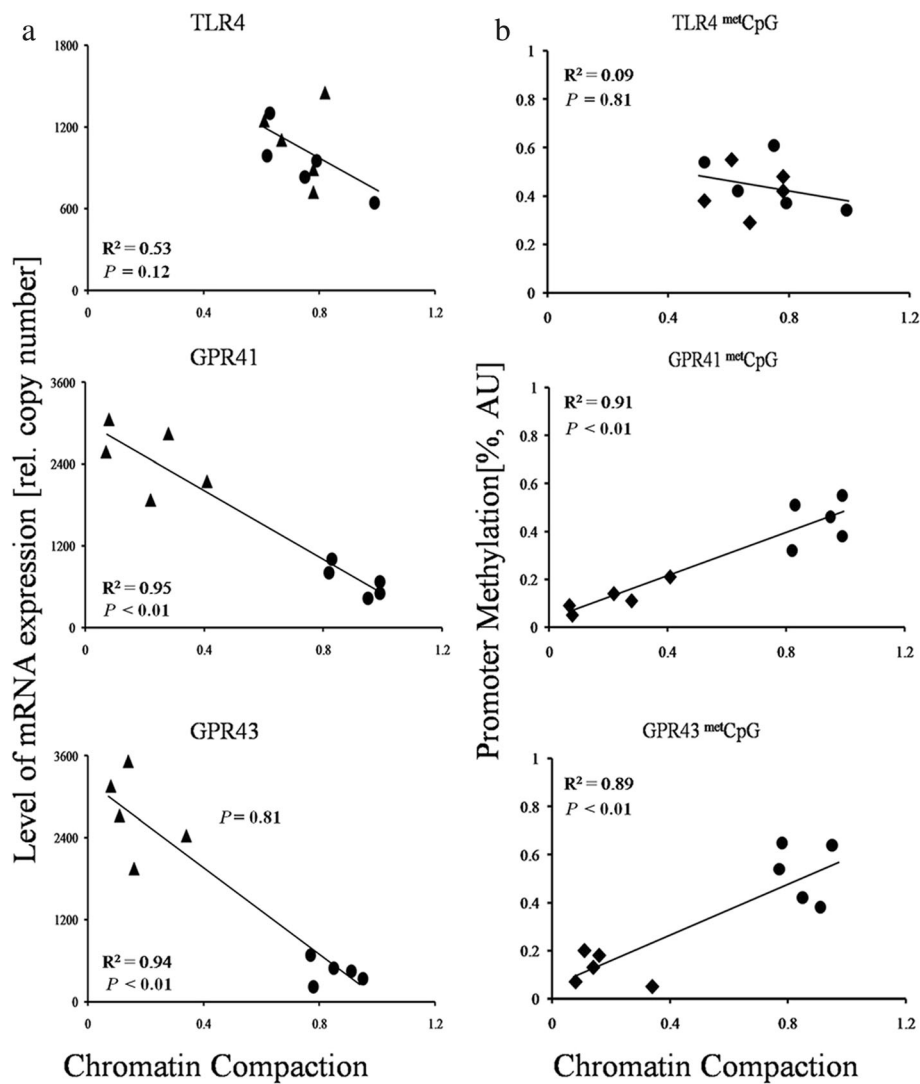 a
TLR4
1800
1200
600
0
R² = 0.53
P = 0.12
0 0.4 0.8 1.2
GPR41
3600
2400
1200
0
R² = 0.95
P < 0.01
0 0.4 0.8 1.2
GPR43
3600
2400
1200
0
P = 0.81
R² = 0.94
P < 0.01
0 0.4 0.8 1.2
Level of mRNA expression [rel. copy number]
Chromatin Compaction
b
TLR4 metCpG
1
0.8
0.6
0.4
0.2
0
R² = 0.09
P = 0.81
0 0.4 0.8 1.2
GPR41 metCpG
1
0.8
0.6
0.4
0.2
0
R² = 0.91
P < 0.01
0 0.4 0.8 1.2
GPR43 metCpG
1
0.8
0.6
0.4
0.2
0
R² = 0.89
P < 0.01
0 0.4 0.8 1.2
Promoter Methylation[%, AU]
Chromatin Compaction